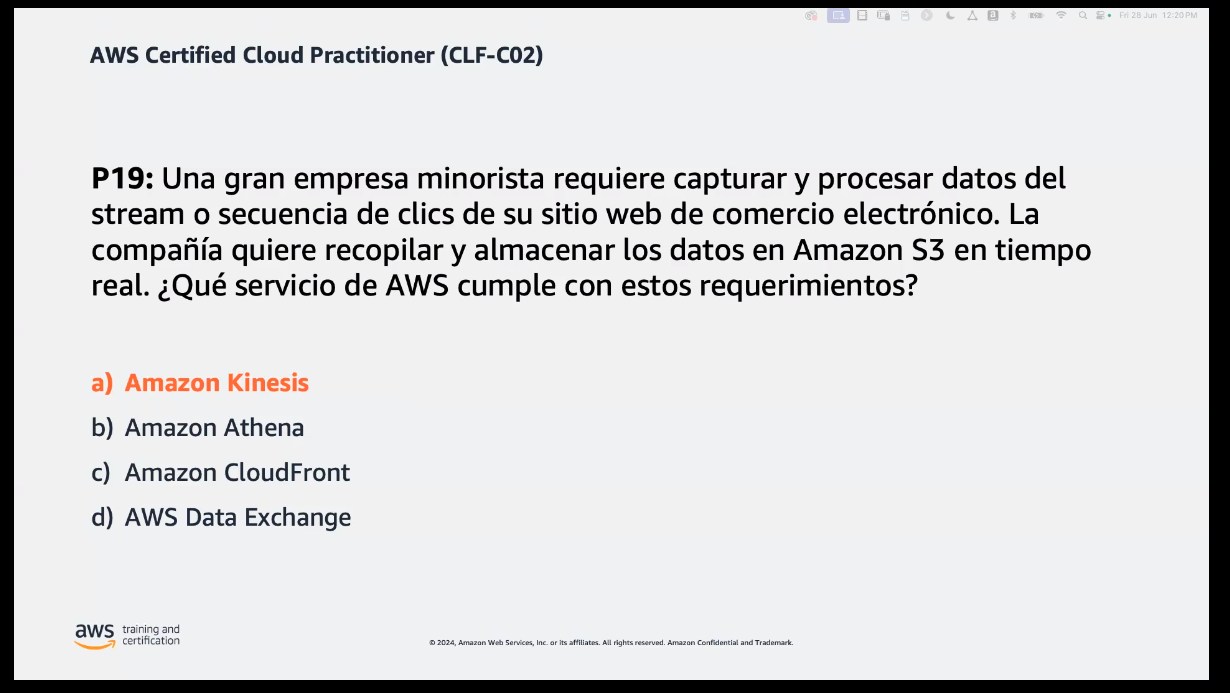 Fri 28 Jun 12:20 PM
AWS Certified Cloud Practitioner (CLF-C02)
P19: Una gran empresa minorista requiere capturar y procesar datos del
stream o secuencia de clics de su sitio web de comercio electrónico. La
compañía quiere recopilar y almacenar los datos en Amazon S3 en tiempo
real. ¿Qué servicio de AWS cumple con estos requerimientos?
a) Amazon Kinesis
b) Amazon Athena
c) Amazon CloudFront
d) AWS Data Exchange
aws training and
certification
© 2024, Amazon Web Services, Inc. or its affiliates. All rights reserved. Amazon Confidential and Trademark.